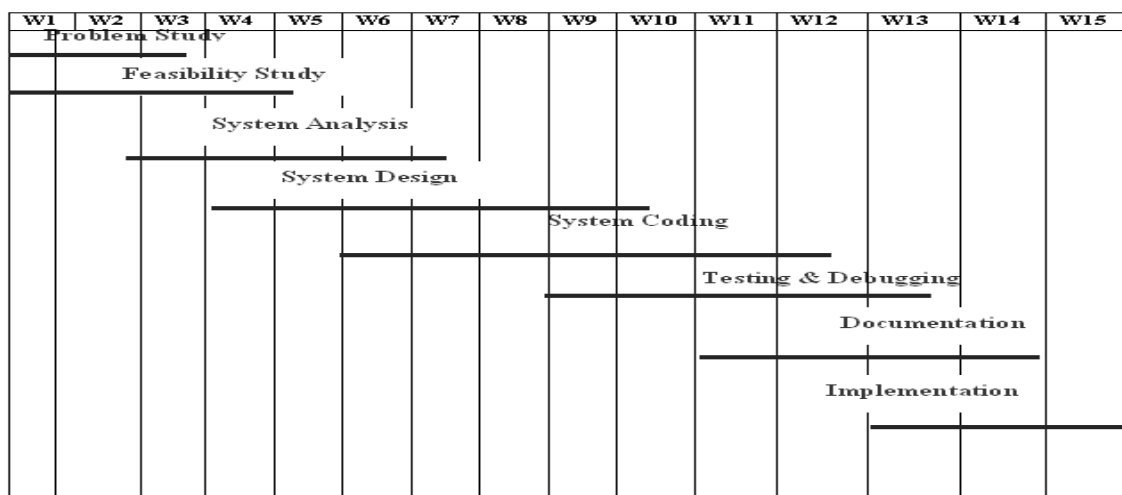 W1 W2 W3 W4 W5 W6 W7 W8 W9 W10 W11 W12 W13 W14 W15
Problem Study
Feasibility Study
System Analysis
System Design
System Coding
Testing & Debugging
Documentation
Implementation